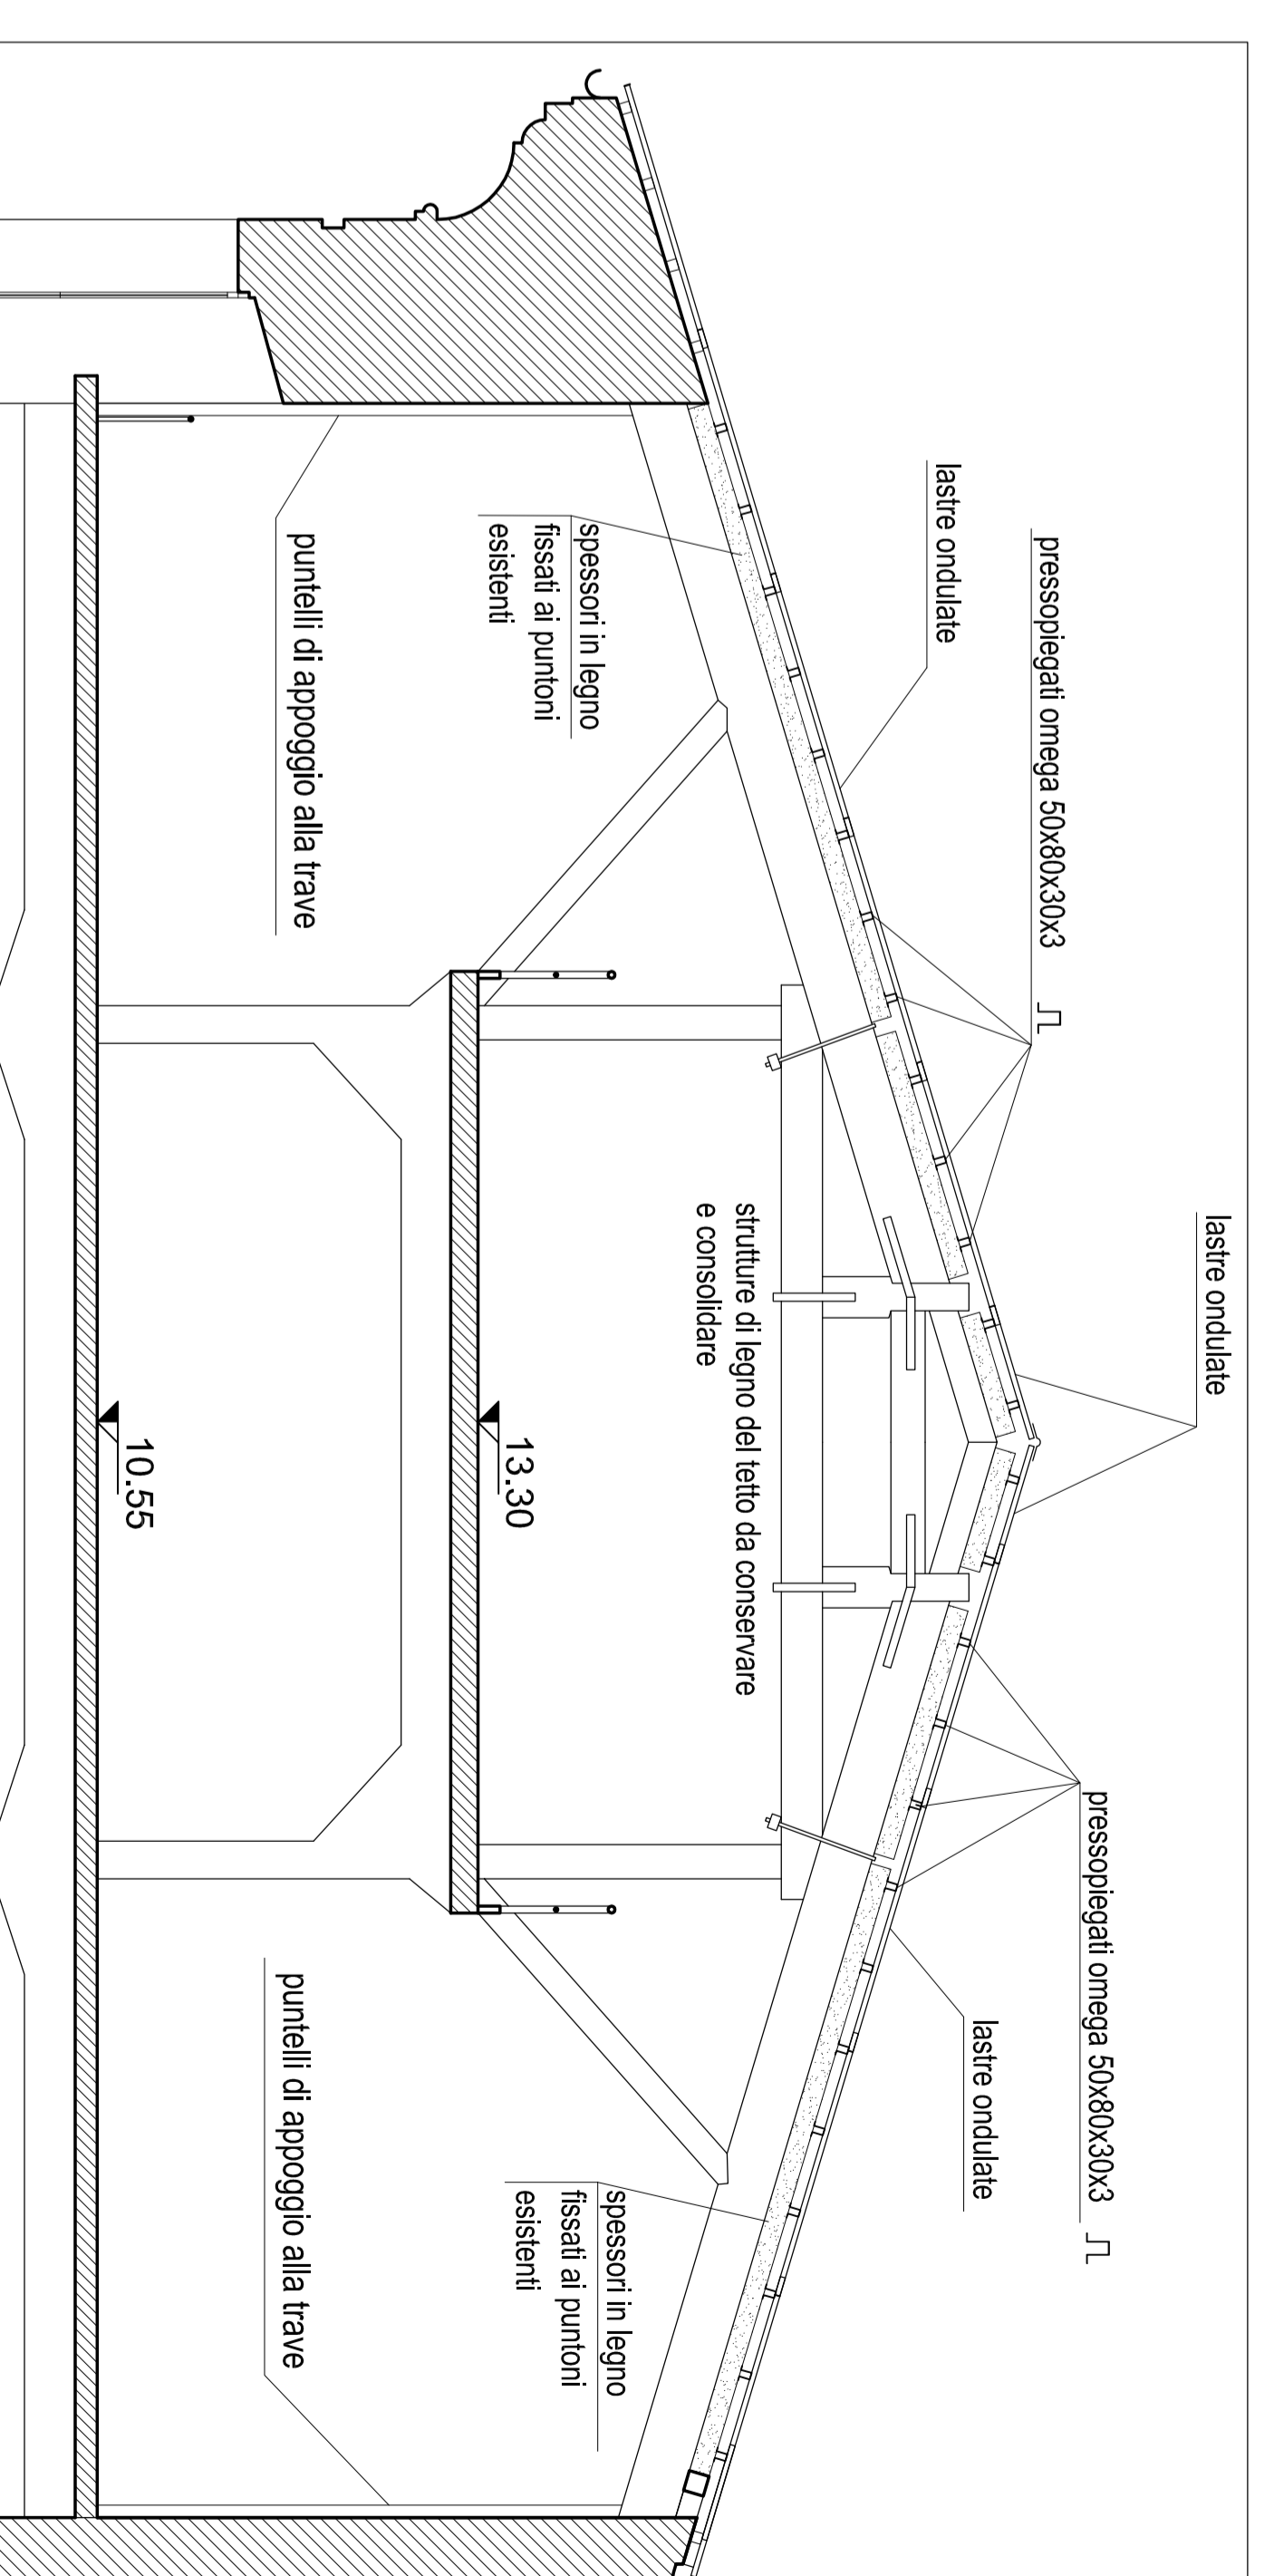 lastre ondulate
pressopiegati omega 50x80x30x3
lastre ondulate
pressopiegati omega 50x80x30x3
lastre ondulate
spessori in legno
fissati ai puntoni
esistenti
strutture di legno del tetto da conservare
e consolidare
spessori in legno
fissati ai puntoni
esistenti
puntelli di appoggio alla trave
13.30
puntelli di appoggio alla trave
10.55